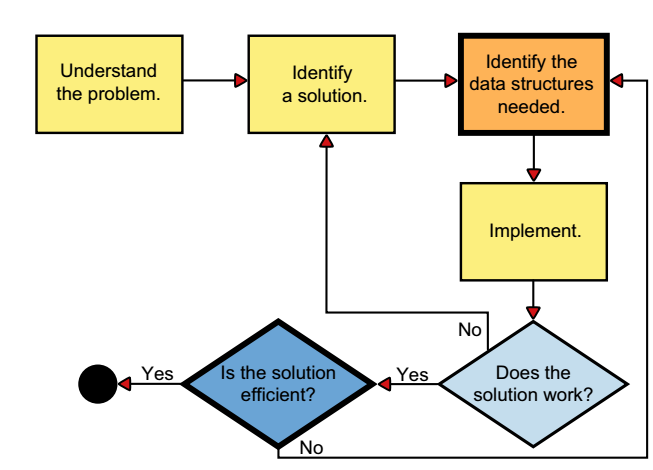 Understand
the problem.
Identify
a solution.
Identify the
data structures
needed.
Implement.
Does the
solution work?
No
Yes
Is the solution
efficient?
Yes
No